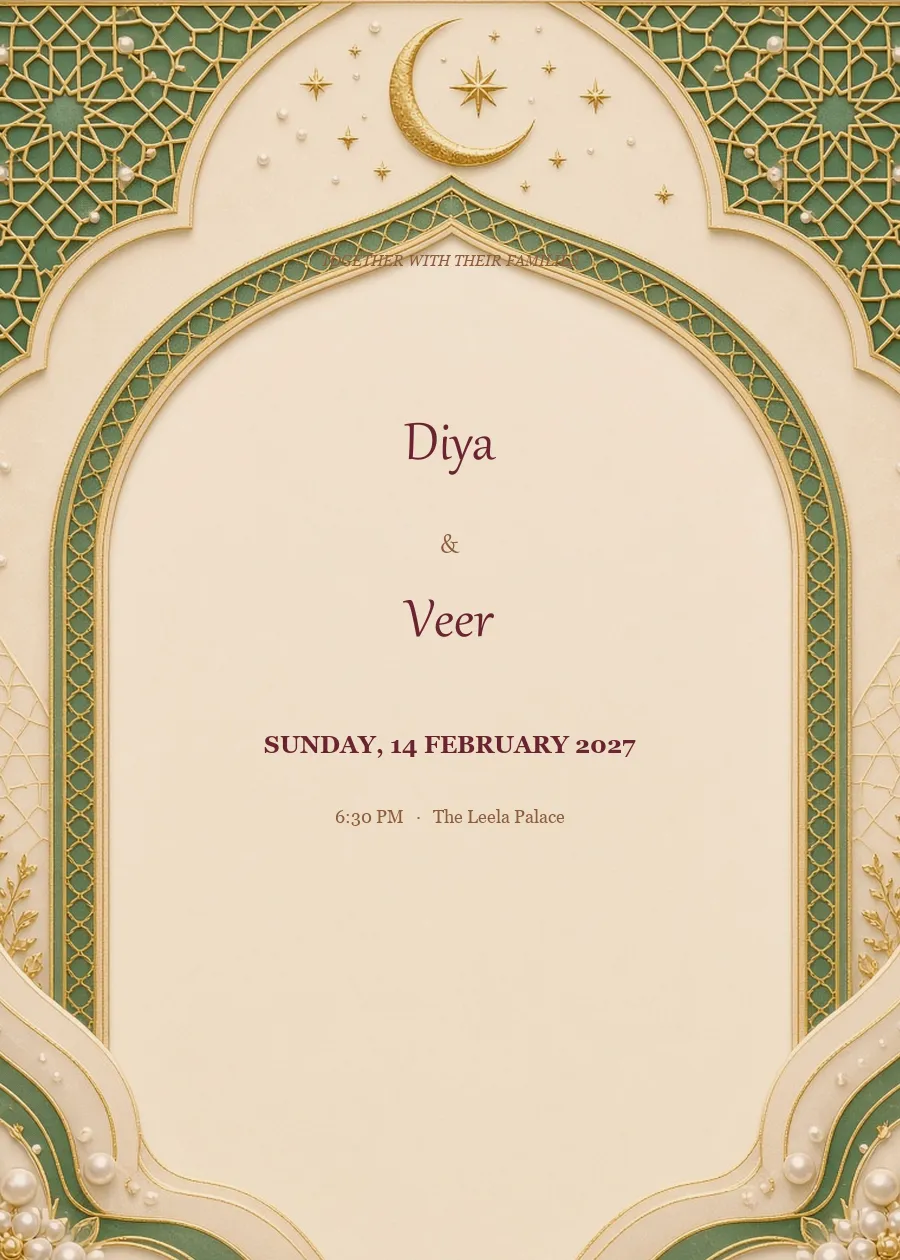 TOGETHER WITH THEIR FAMILIES
Diya
&
Veer
SUNDAY, 14 FEBRUARY 2027
6:30 PM · The Leela Palace